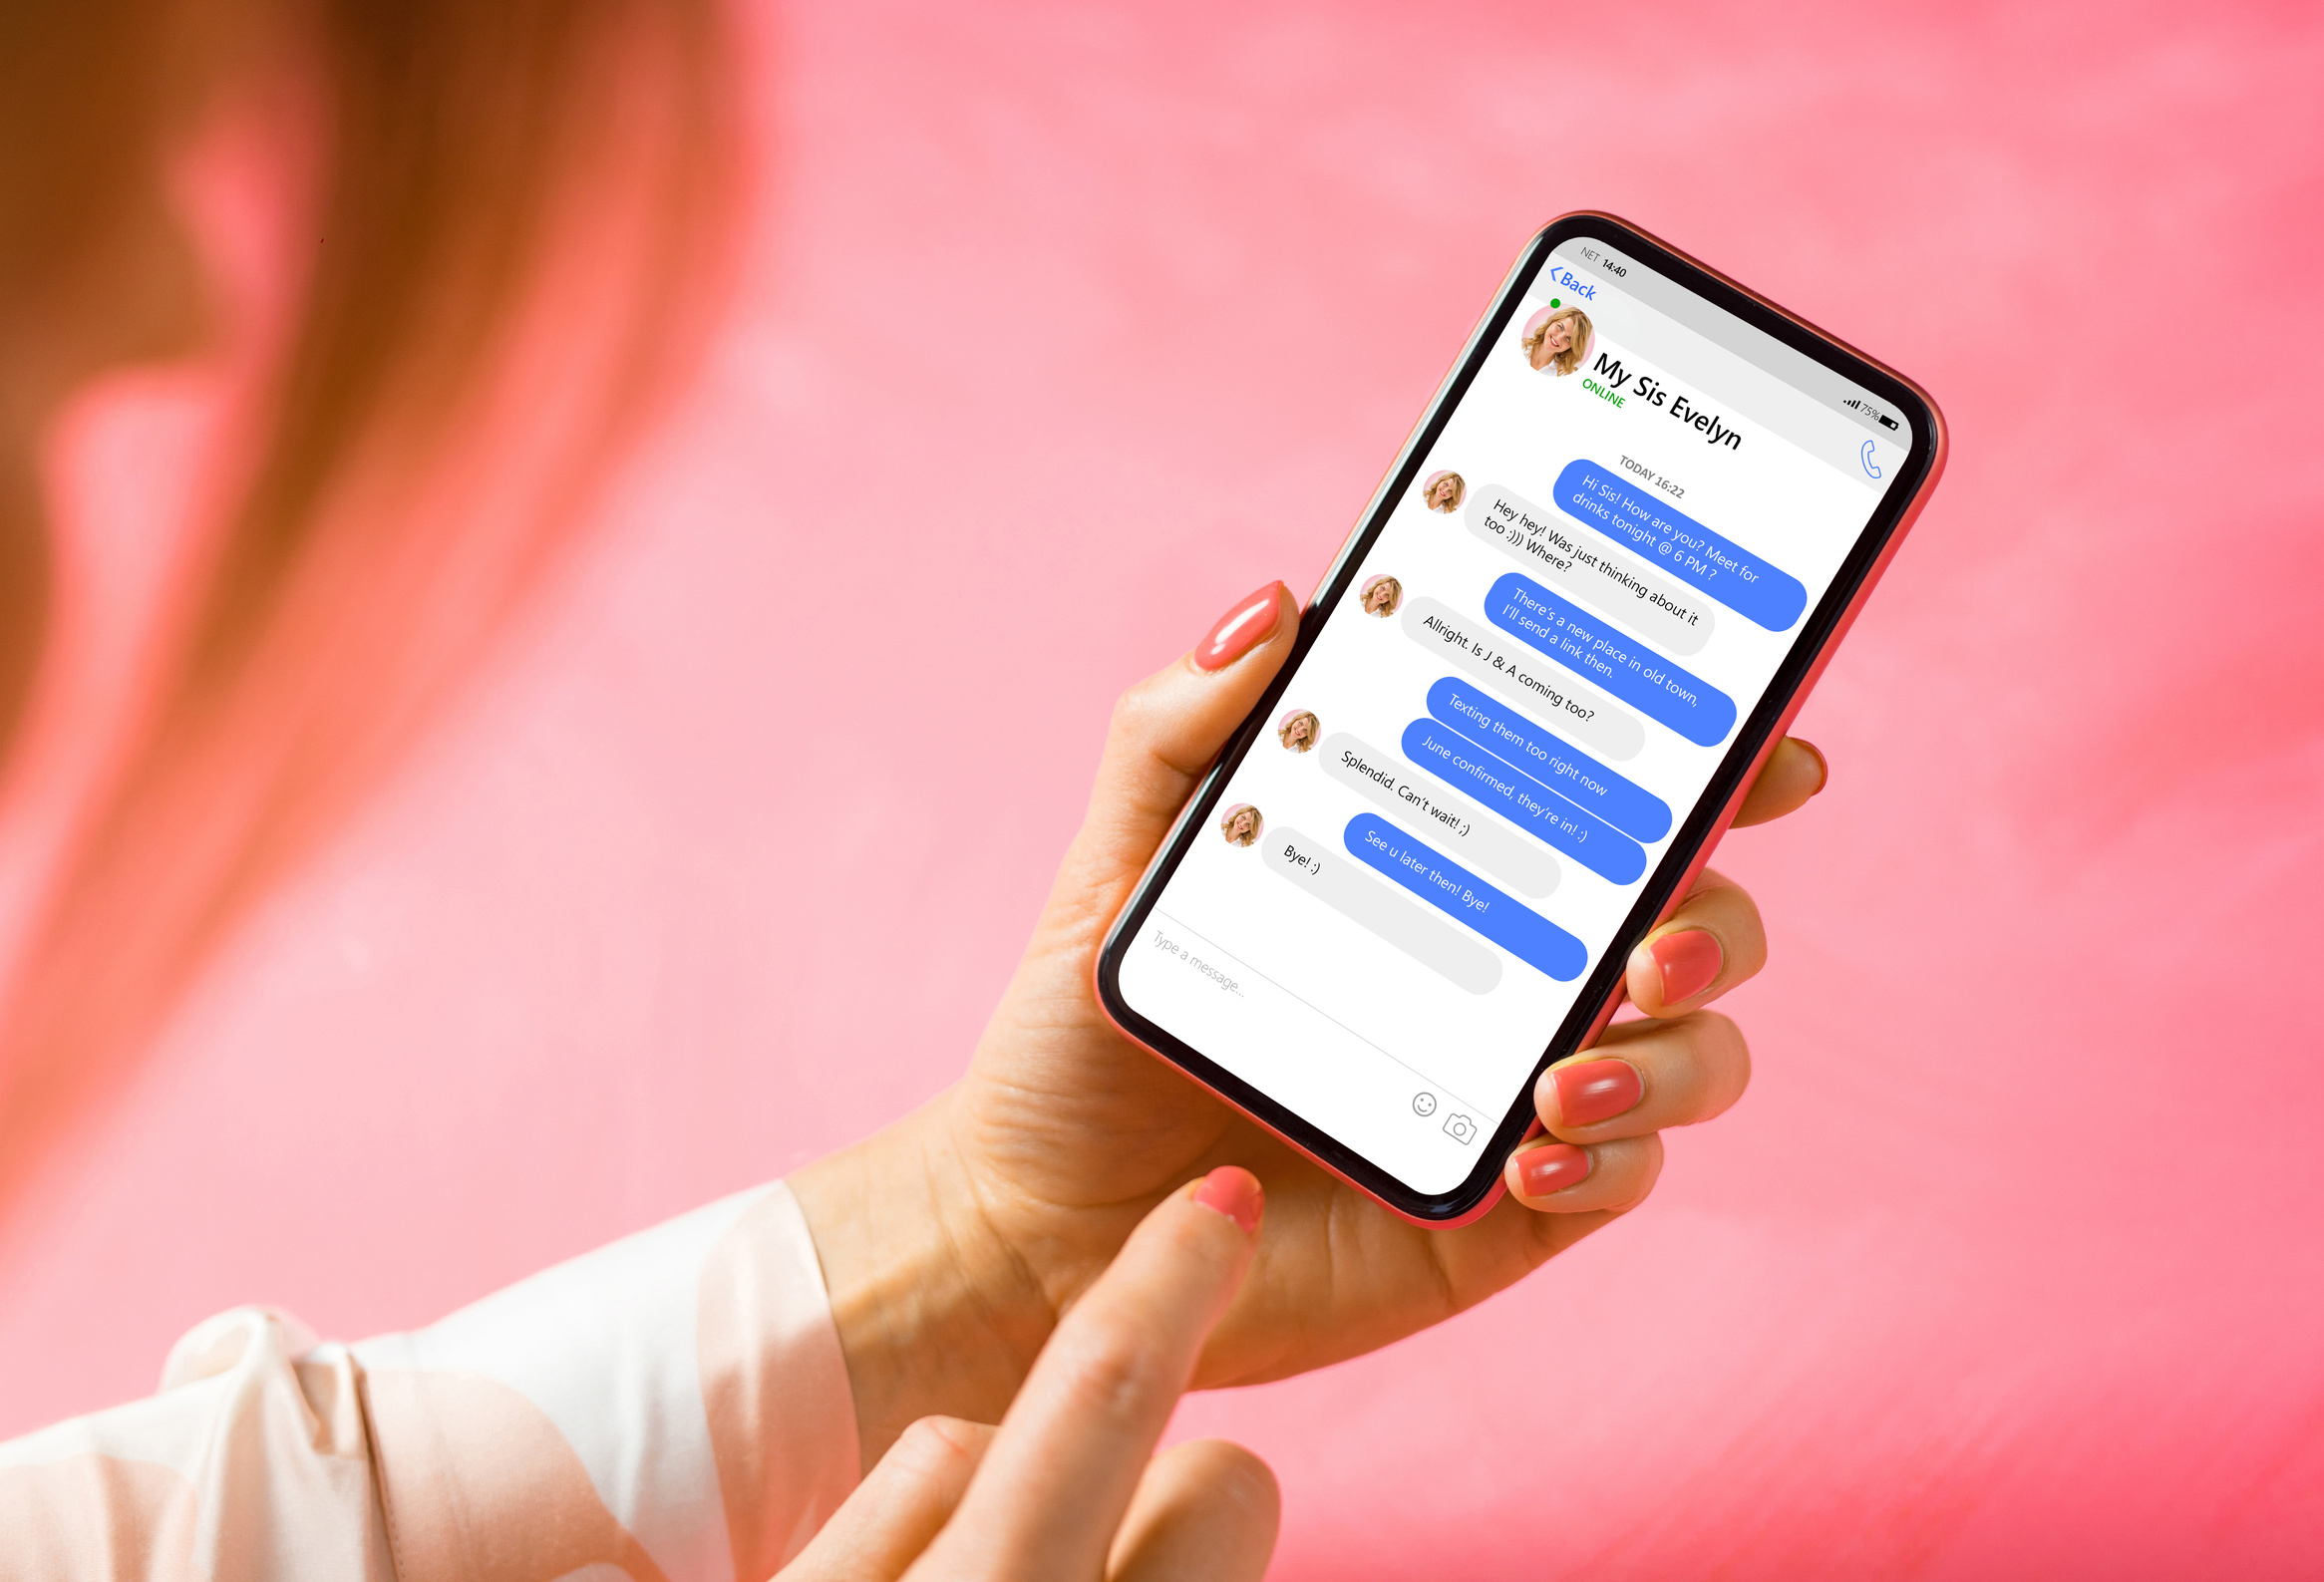 NET 14:40
75%
Back
My Sis Evelyn
ONLINE
TODAY 16:22
Hi Sis! How are you? Meet for
drinks tonight @ 6 PM ?
Hey hey! Was just thinking about it
too :))) Where?
There's a new place in old town,
I'll send a link then.
Allright. Is J & A coming too?
Texting them too right now
June confirmed, they're in! :)
Splendid. Can't wait! ;)
See u later then! Bye!
Bye! :)
Type a message...